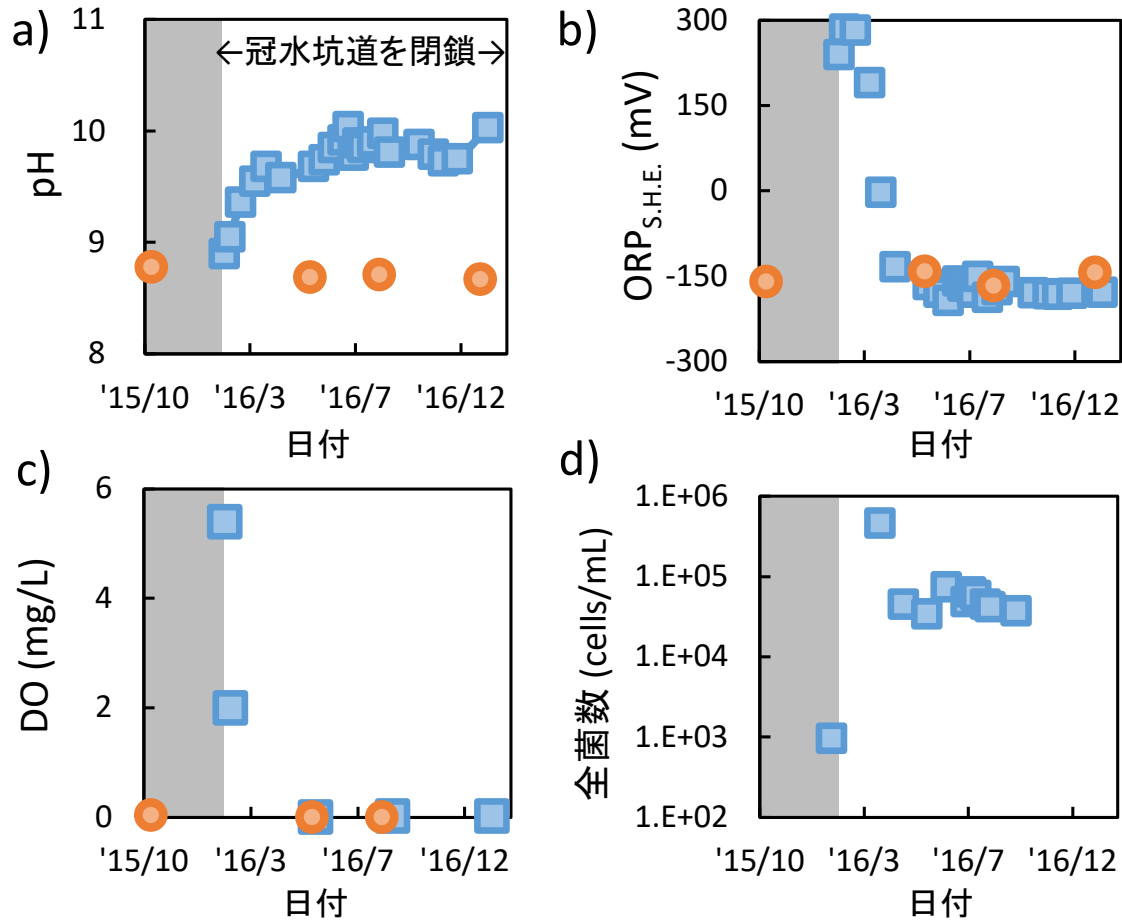 a)
←冠水坑道を閉鎖→
pH
11
10
9
8
'15/10 '16/3 '16/7 '16/12
日付
b)
ORPS.H.E. (mV)
300
150
0
-150
-300
'15/10 '16/3 '16/7 '16/12
日付
c)
DO (mg/L)
6
4
2
0
'15/10 '16/3 '16/7 '16/12
日付
d)
全菌数 (cells/mL)
1.E+06
1.E+05
1.E+04
1.E+03
1.E+02
'15/10 '16/3 '16/7 '16/12
日付